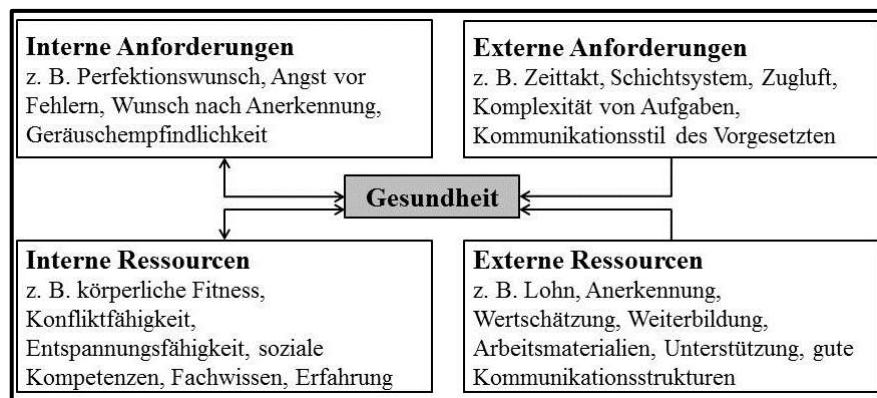 Interne Anforderungen
z. B. Perfektionswunsch, Angst vor
Fehlern, Wunsch nach Anerkennung,
Geräuschempfindlichkeit
Externe Anforderungen
z. B. Zeittakt, Schichtsystem, Zugluft,
Komplexität von Aufgaben,
Kommunikationsstil des Vorgesetzten
Gesundheit
Interne Ressourcen
z. B. körperliche Fitness,
Konfliktfähigkeit,
Entspannungsfähigkeit, soziale
Kompetenzen, Fachwissen, Erfahrung
Externe Ressourcen
z. B. Lohn, Anerkennung,
Wertschätzung, Weiterbildung,
Arbeitsmaterialien, Unterstützung, gute
Kommunikationsstrukturen